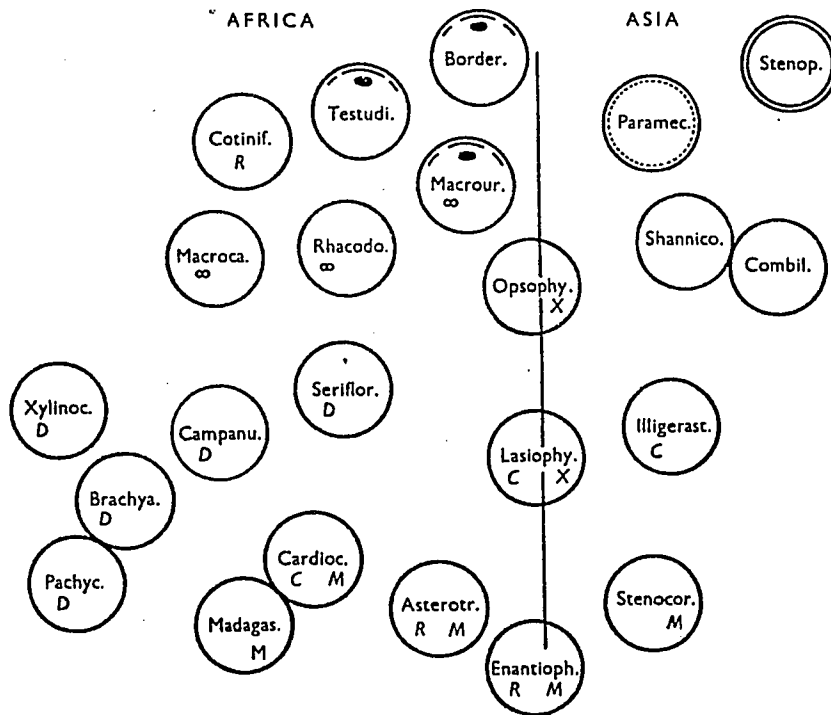 AFRICA
ASIA
Border.
Stenop.
Testudi.
Paramec.
Cotinif.
R
Macrour.
∞
Macroca.
∞
Rhacodo.
∞
Shannico.
Combil.
Opsophy.
X
Xylinoc.
D
Campanu.
D
Seriflor.
D
Illigerast.
C
Lasiophy.
C X
Brachya.
D
Pachyc.
D
Cardioc.
C M
Madagas.
M
Asterotr.
R M
Stenocor.
M
Enantioph.
R M